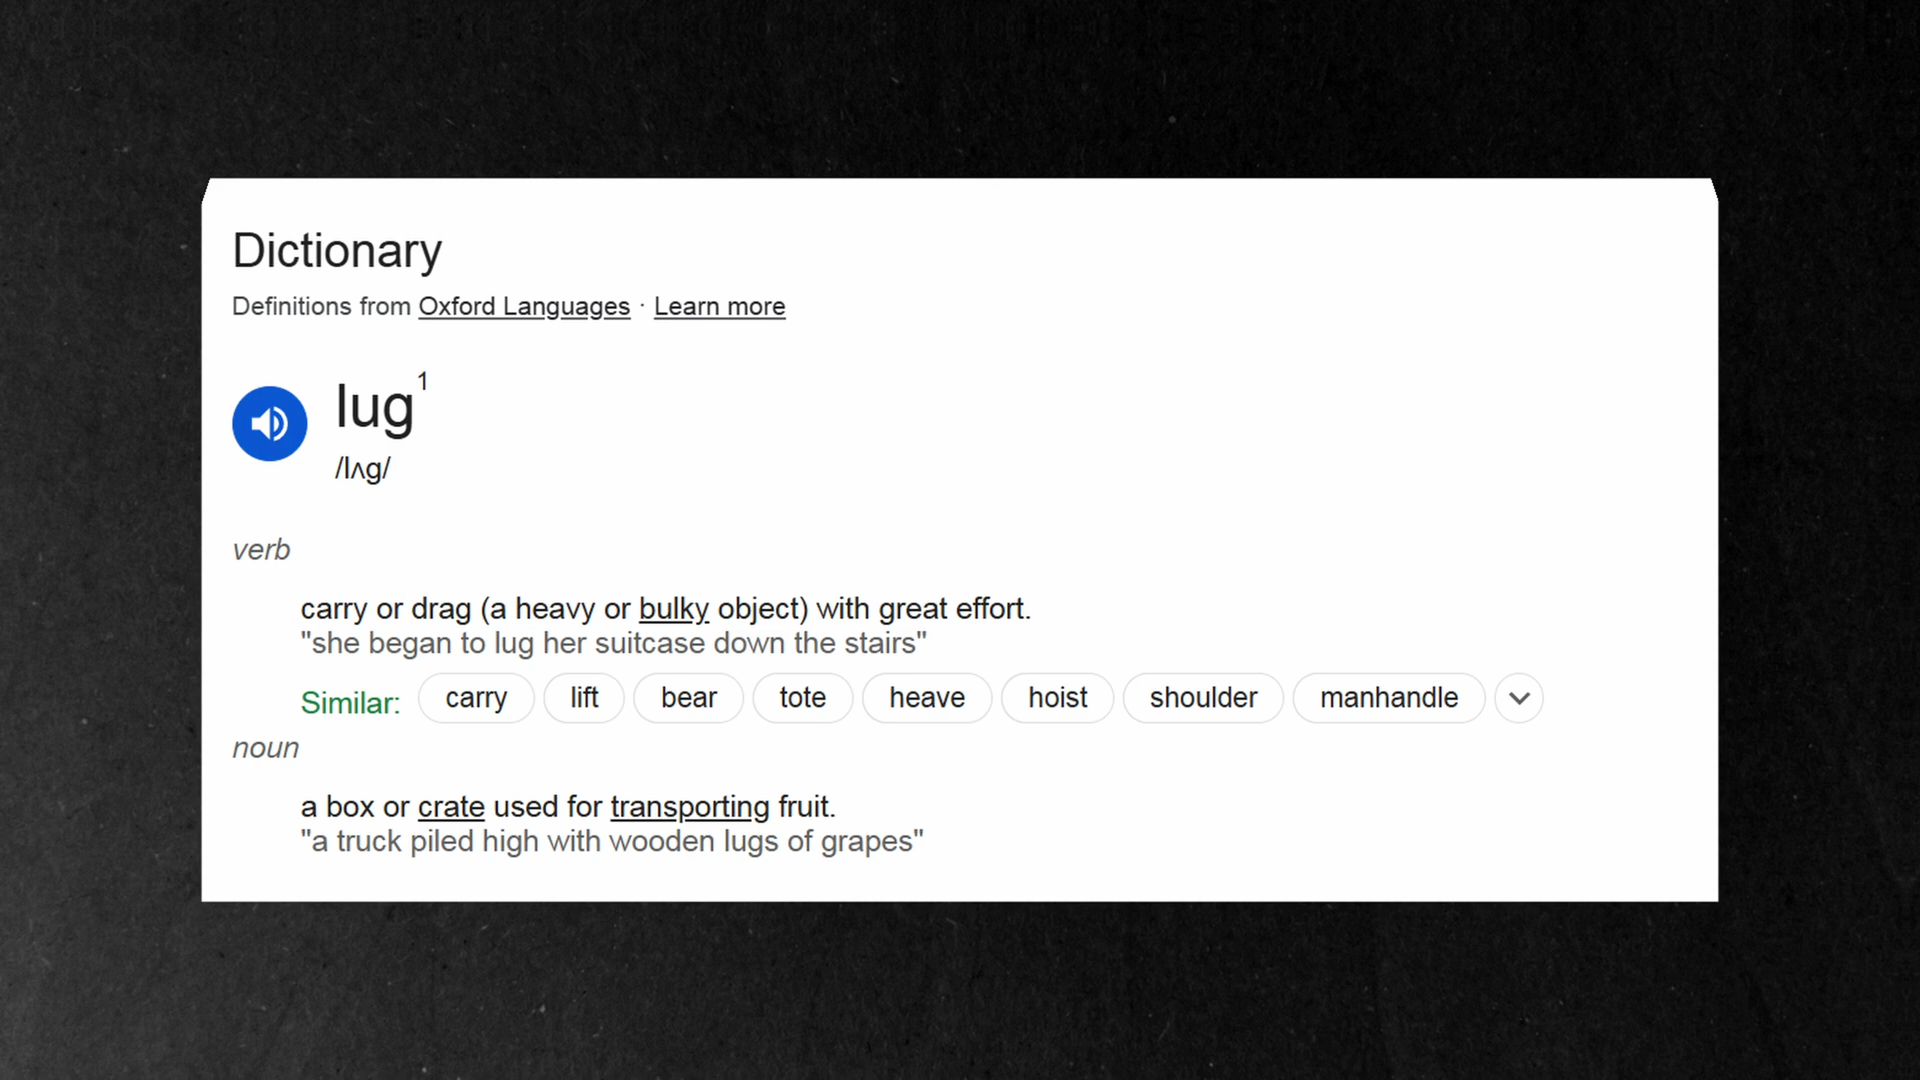 Dictionary
Definitions from Oxford Languages · Learn more
lug¹
/lʌg/
verb
carry or drag (a heavy or bulky object) with great effort.
"she began to lug her suitcase down the stairs"
Similar: carry lift bear tote heave hoist shoulder manhandle
noun
a box or crate used for transporting fruit.
"a truck piled high with wooden lugs of grapes"